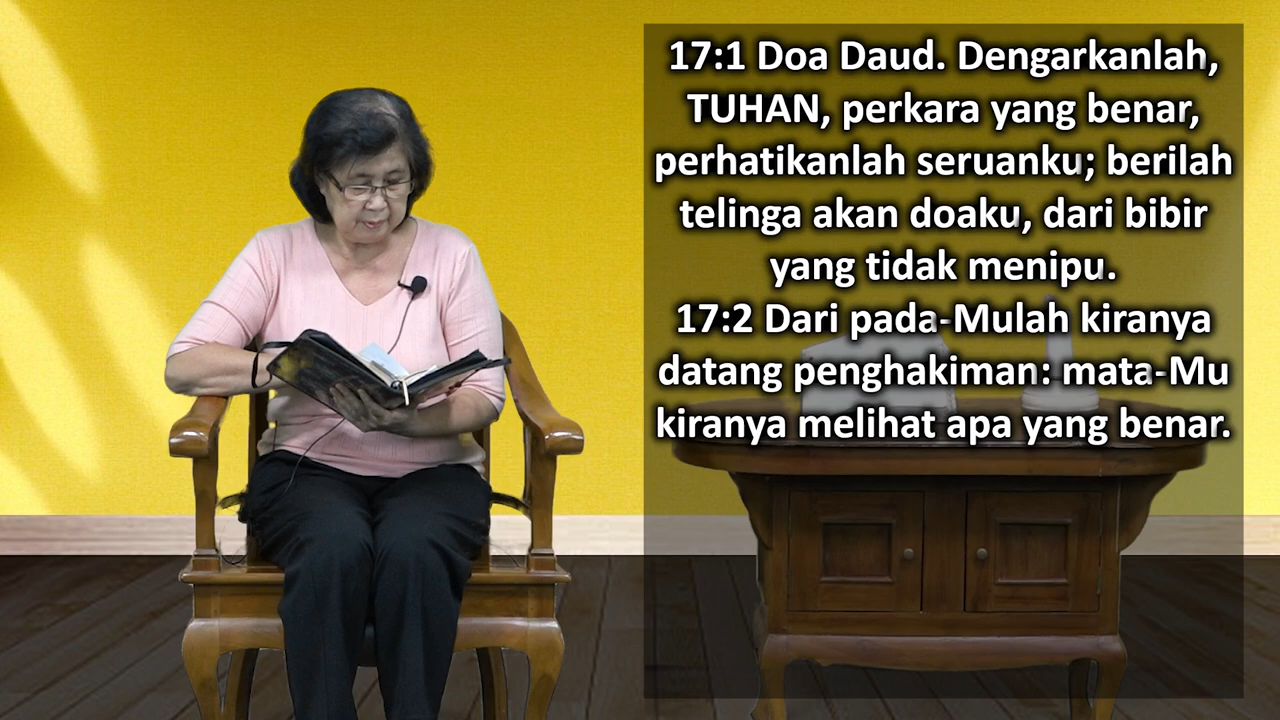 17:1 Doa Daud. Dengarkanlah,
TUHAN, perkara yang benar,
perhatikanlah seruanku; berilah
telinga akan doaku, dari bibir
yang tidak menipu.
17:2 Dari pada-Mulah kiranya
datang penghakiman: mata-Mu
kiranya melihat apa yang benar.